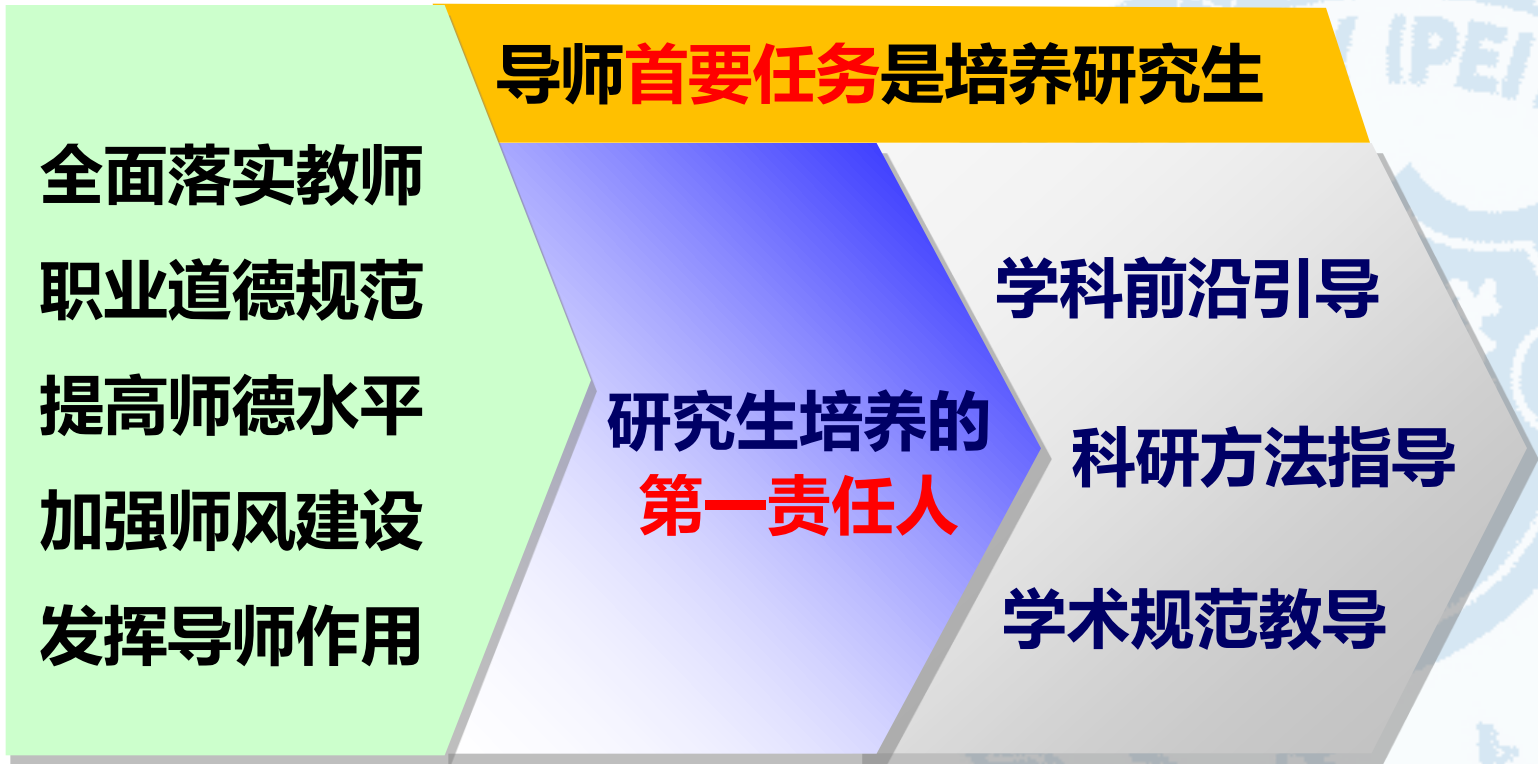 导师首要任务是培养研究生
全面落实教师
职业道德规范
提高师德水平
加强师风建设
发挥导师作用
研究生培养的
第一责任人
学科前沿引导
科研方法指导
学术规范教导
IPEI